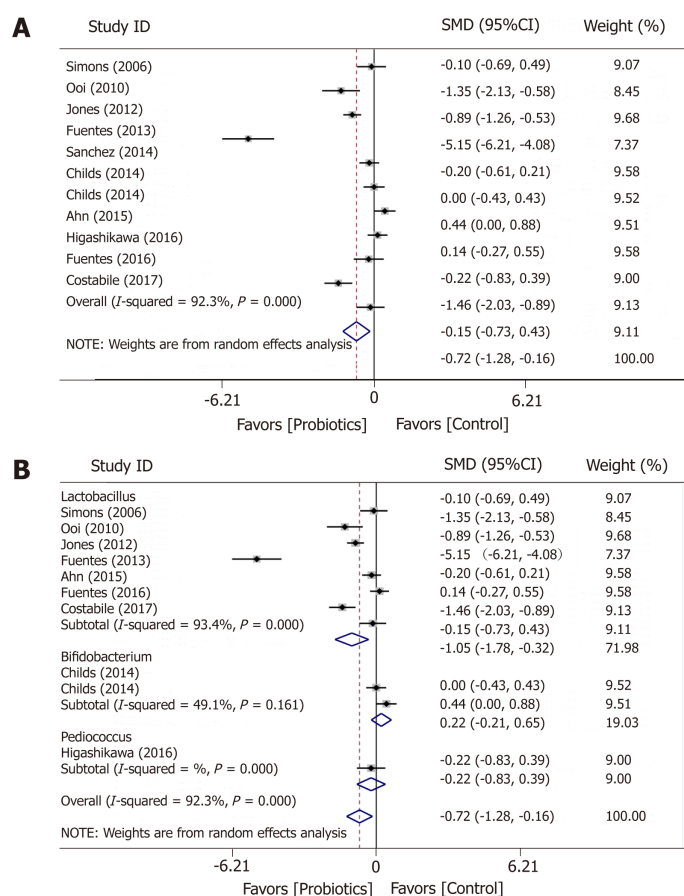 A
Study ID SMD (95%CI) Weight (%)
Simons (2006) -0.10 (-0.69, 0.49) 9.07
Ooi (2010) -1.35 (-2.13, -0.58) 8.45
Jones (2012) -0.89 (-1.26, -0.53) 9.68
Fuentes (2013) -5.15 (-6.21, -4.08) 7.37
Sanchez (2014) -0.20 (-0.61, 0.21) 9.58
Childs (2014) 0.00 (-0.43, 0.43) 9.52
Childs (2014) 0.44 (0.00, 0.88) 9.51
Ahn (2015) 0.14 (-0.27, 0.55) 9.58
Higashikawa (2016) -0.22 (-0.83, 0.39) 9.00
Fuentes (2016) -1.46 (-2.03, -0.89) 9.13
Costabile (2017) -0.15 (-0.73, 0.43) 9.11
Overall (I-squared = 92.3%, P = 0.000) -0.72 (-1.28, -0.16) 100.00
NOTE: Weights are from random effects analysis
-6.21 0 6.21
Favors [Probiotics] Favors [Control]
B
Study ID SMD (95%CI) Weight (%)
Lactobacillus
Simons (2006) -0.10 (-0.69, 0.49) 9.07
Ooi (2010) -1.35 (-2.13, -0.58) 8.45
Jones (2012) -0.89 (-1.26, -0.53) 9.68
Fuentes (2013) -5.15 （-6.21, -4.08) 7.37
Ahn (2015) -0.20 (-0.61, 0.21) 9.58
Fuentes (2016) 0.14 (-0.27, 0.55) 9.58
Costabile (2017) -1.46 (-2.03, -0.89) 9.13
-0.15 (-0.73, 0.43) 9.11
Subtotal (I-squared = 93.4%, P = 0.000) -1.05 (-1.78, -0.32) 71.98
Bifidobacterium
Childs (2014) 0.00 (-0.43, 0.43) 9.52
Childs (2014) 0.44 (0.00, 0.88) 9.51
Subtotal (I-squared = 49.1%, P = 0.161) 0.22 (-0.21, 0.65) 19.03
Pediococcus
Higashikawa (2016) -0.22 (-0.83, 0.39) 9.00
Subtotal (I-squared = %, P = 0.000) -0.22 (-0.83, 0.39) 9.00
Overall (I-squared = 92.3%, P = 0.000) -0.72 (-1.28, -0.16) 100.00
NOTE: Weights are from random effects analysis
-6.21 0 6.21
Favors [Probiotics] Favors [Control]